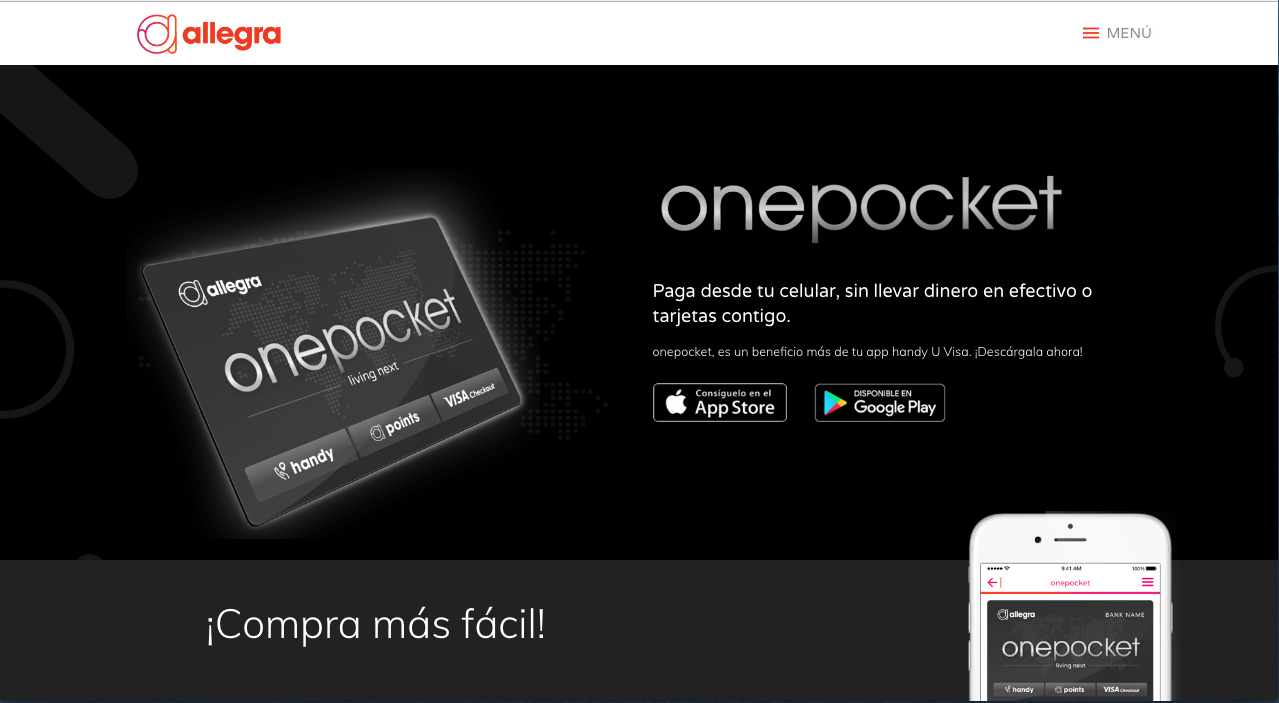 allegra
MENÚ
allegra
onepocket
living next
handy
points
VISA Checkout
onepocket
Paga desde tu celular, sin llevar dinero en efectivo o
tarjetas contigo.
onepocket, es un beneficio más de tu app handy U Visa. ¡Descárgala ahora!
Consíguelo en el
App Store
DISPONIBLE EN
Google Play
¡Compra más fácil!
9:41 AM 100%
onepocket
allegra BANK NAME
onepocket
living next
handy points VISA Checkout